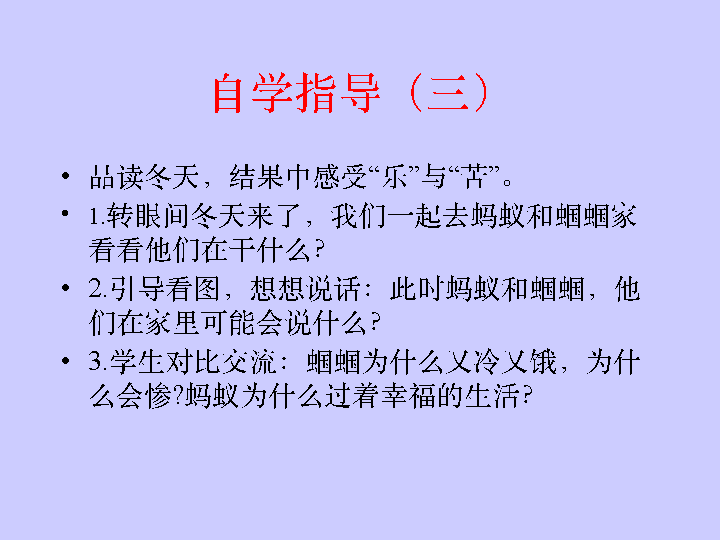 自学指导（三）
• 品读冬天，结果中感受“乐”与“苦”。
• 1.转眼间冬天来了，我们一起去蚂蚁和蝈蝈家
看看他们在干什么?
• 2.引导看图，想想说话：此时蚂蚁和蝈蝈，他
们在家里可能会说什么?
• 3.学生对比交流：蝈蝈为什么又冷又饿，为什
么会惨?蚂蚁为什么过着幸福的生活?